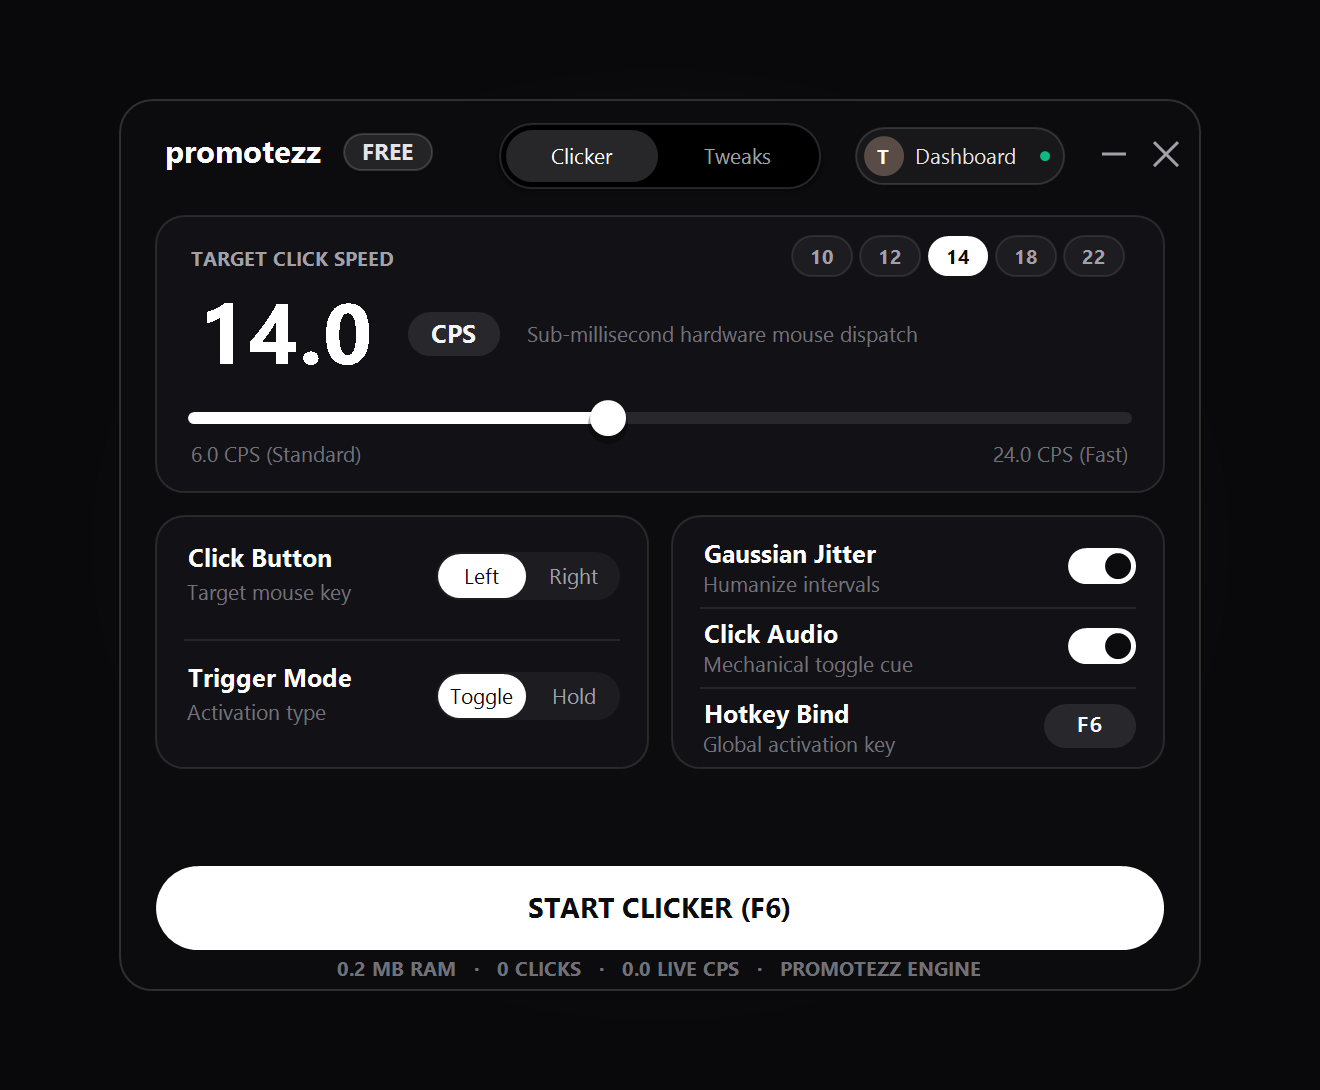 promotezz FREE Clicker Tweaks T Dashboard
TARGET CLICK SPEED 10 12 14 18 22
14.0 CPS Sub-millisecond hardware mouse dispatch
6.0 CPS (Standard) 24.0 CPS (Fast)
Click Button
Target mouse key
Left Right
Trigger Mode
Activation type
Toggle Hold
Gaussian Jitter
Humanize intervals
Click Audio
Mechanical toggle cue
Hotkey Bind
Global activation key
F6
START CLICKER (F6)
0.2 MB RAM · 0 CLICKS · 0.0 LIVE CPS · PROMOTEZZ ENGINE